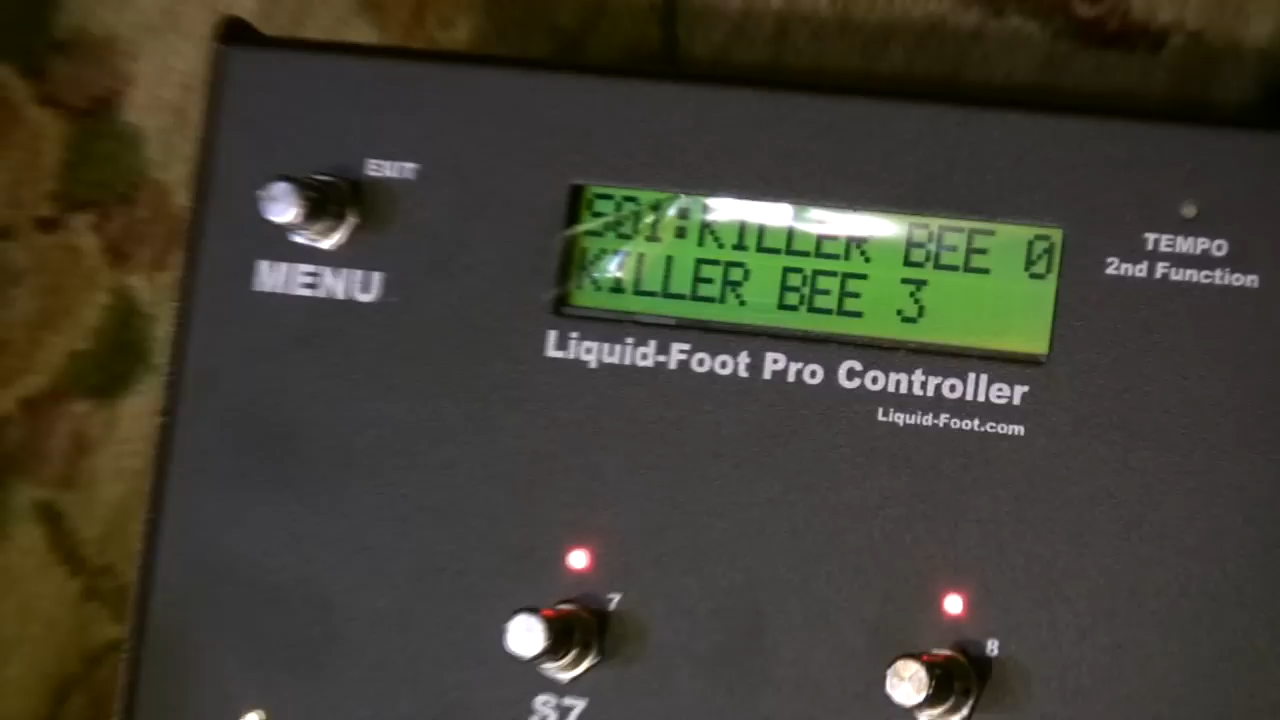 EXIT
MENU
S01:KILLER BEE 0
KILLER BEE 3
TEMPO
2nd Function
Liquid-Foot Pro Controller
Liquid-Foot.com
7
8
S7